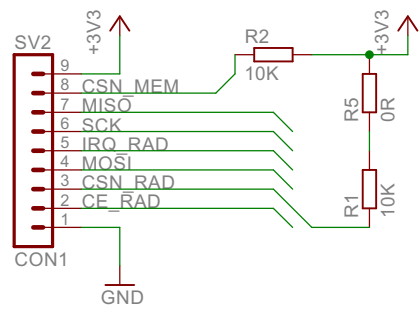 +3V3
+3V3
R2
10K
SV2
9
8 CSN_MEM
7 MISO
6 SCK
5 IRQ_RAD
4 MOSI
3 CSN_RAD
2 CE_RAD
1
CON1
GND
R5
0R
R1
10K